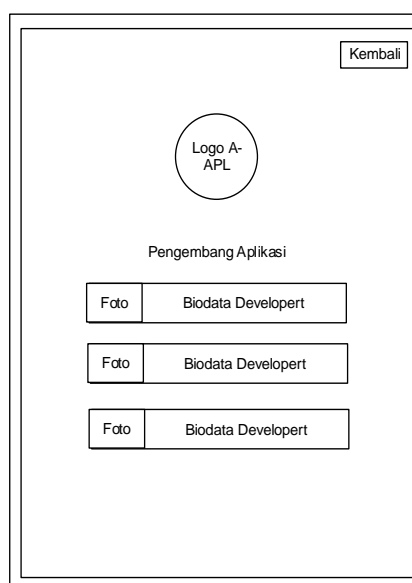 Kembali
Logo A-
APL
Pengembang Aplikasi
Foto Biodata Developert
Foto Biodata Developert
Foto Biodata Developert